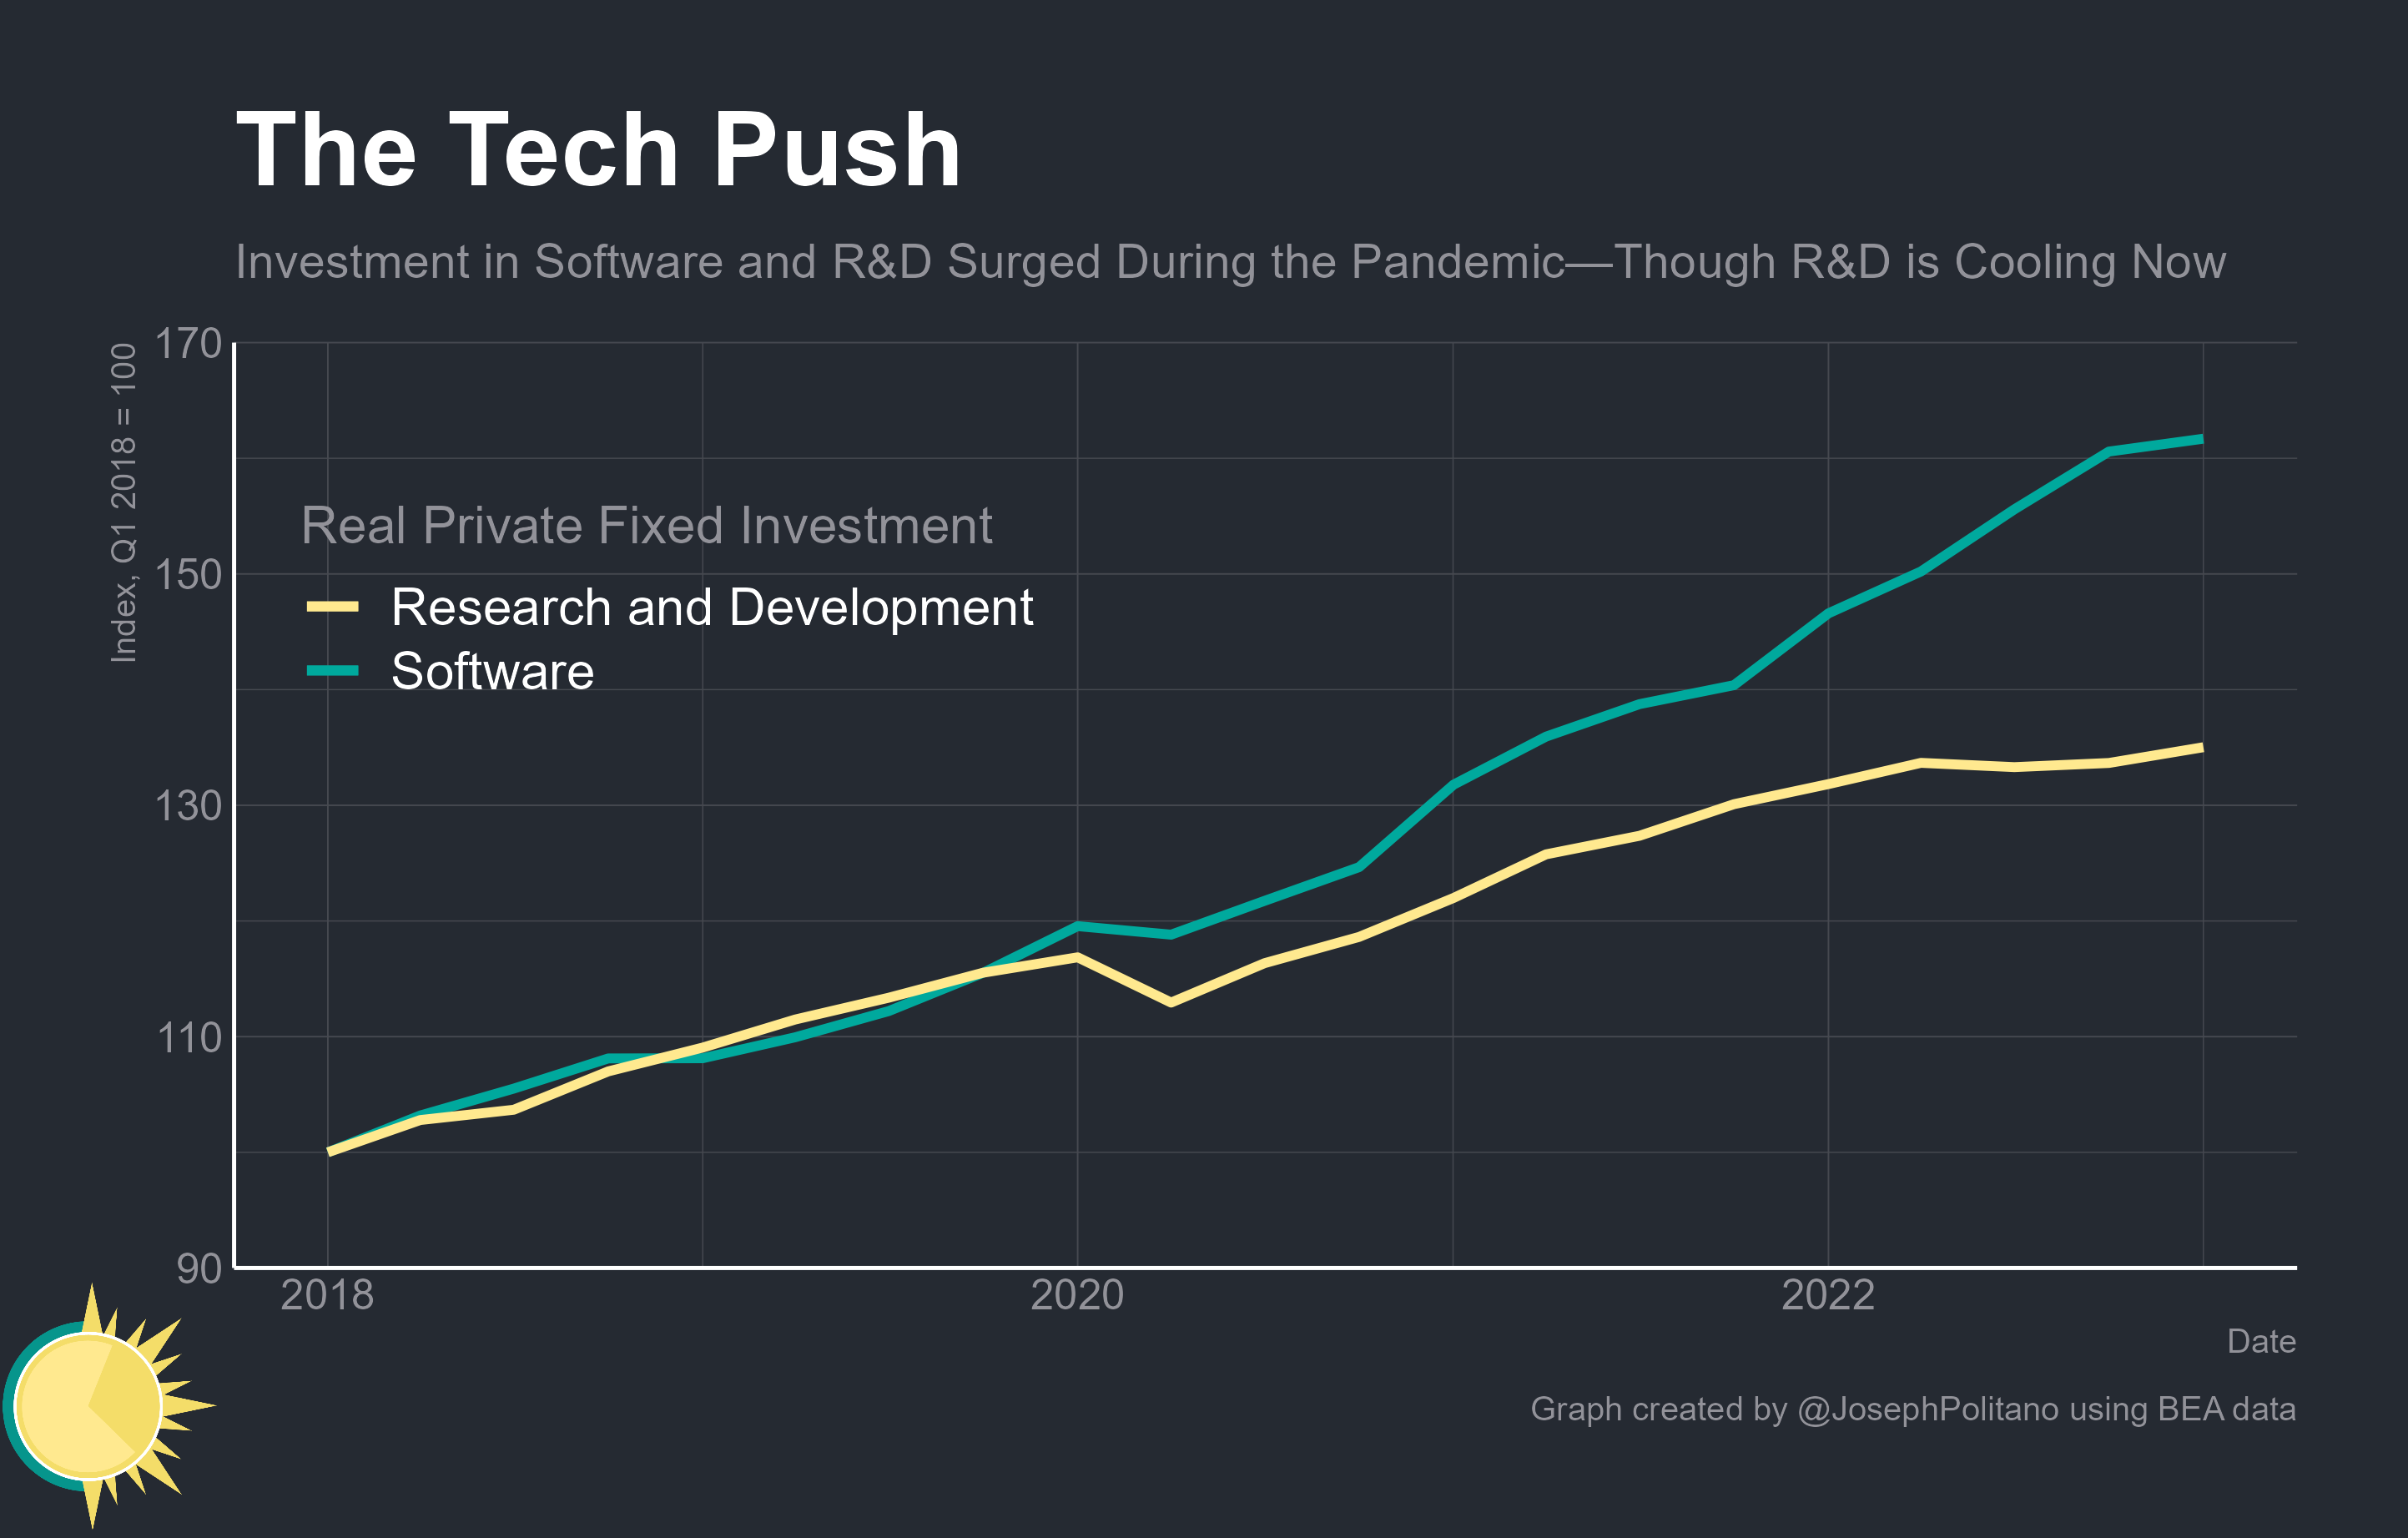 The Tech Push
Investment in Software and R&D Surged During the Pandemic—Though R&D is Cooling Now
Index, Q1 2018 = 100
170
150
130
110
90
Real Private Fixed Investment
Research and Development
Software
2018
2020
2022
Date
Graph created by @JosephPolitano using BEA data